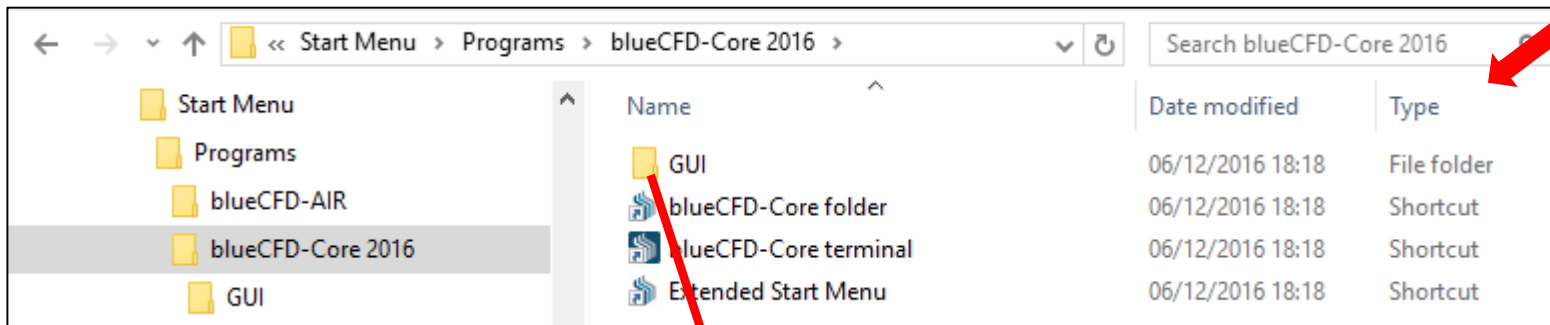 « Start Menu > Programs > blueCFD-Core 2016 >
Search blueCFD-Core 2016
Start Menu
Programs
blueCFD-AIR
blueCFD-Core 2016
GUI
Name Date modified Type
GUI 06/12/2016 18:18 File folder
blueCFD-Core folder 06/12/2016 18:18 Shortcut
blueCFD-Core terminal 06/12/2016 18:18 Shortcut
Extended Start Menu 06/12/2016 18:18 Shortcut